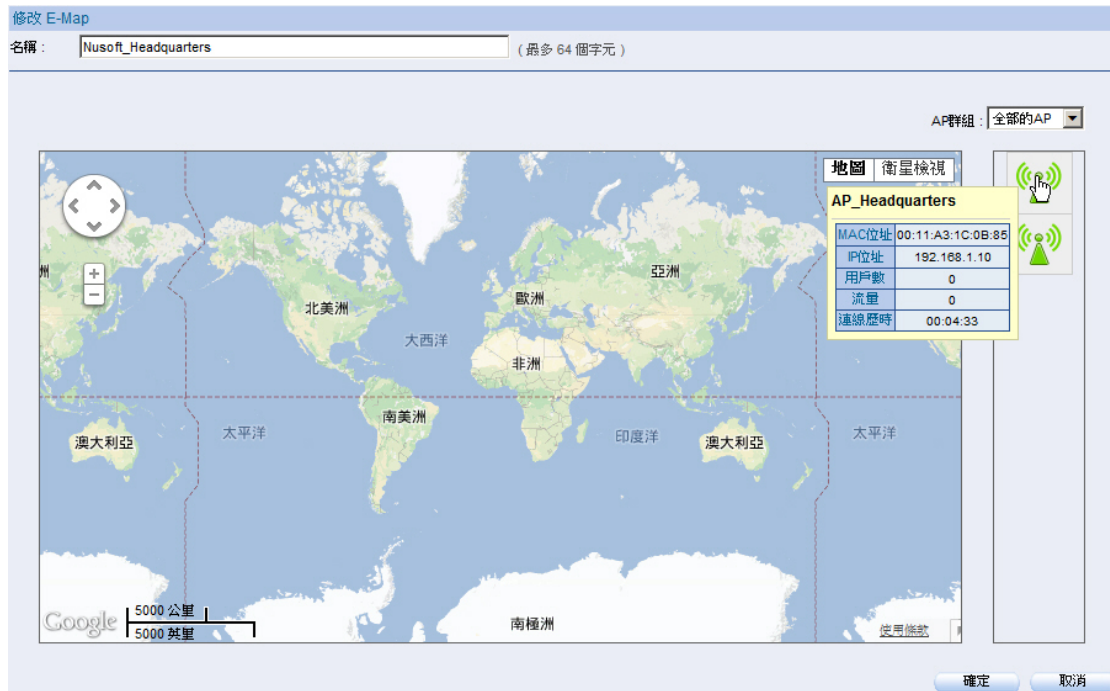 修改 E-Map
名稱： Nusoft_Headquarters （最多 64 個字元）
AP群組： 全部的AP
地圖 衛星檢視
AP_Headquarters
MAC位址 00:11:A3:1C:0B:85
IP位址 192.168.1.10
用戶數 0
流量 0
連線歷時 00:04:33
洲
北美洲
大西洋
歐洲
亞洲
非洲
南美洲
澳大利亞
太平洋
印度洋
澳大利亞
太平洋
南極洲
Google
5000 公里
5000 英里
使用條款
確定 取消